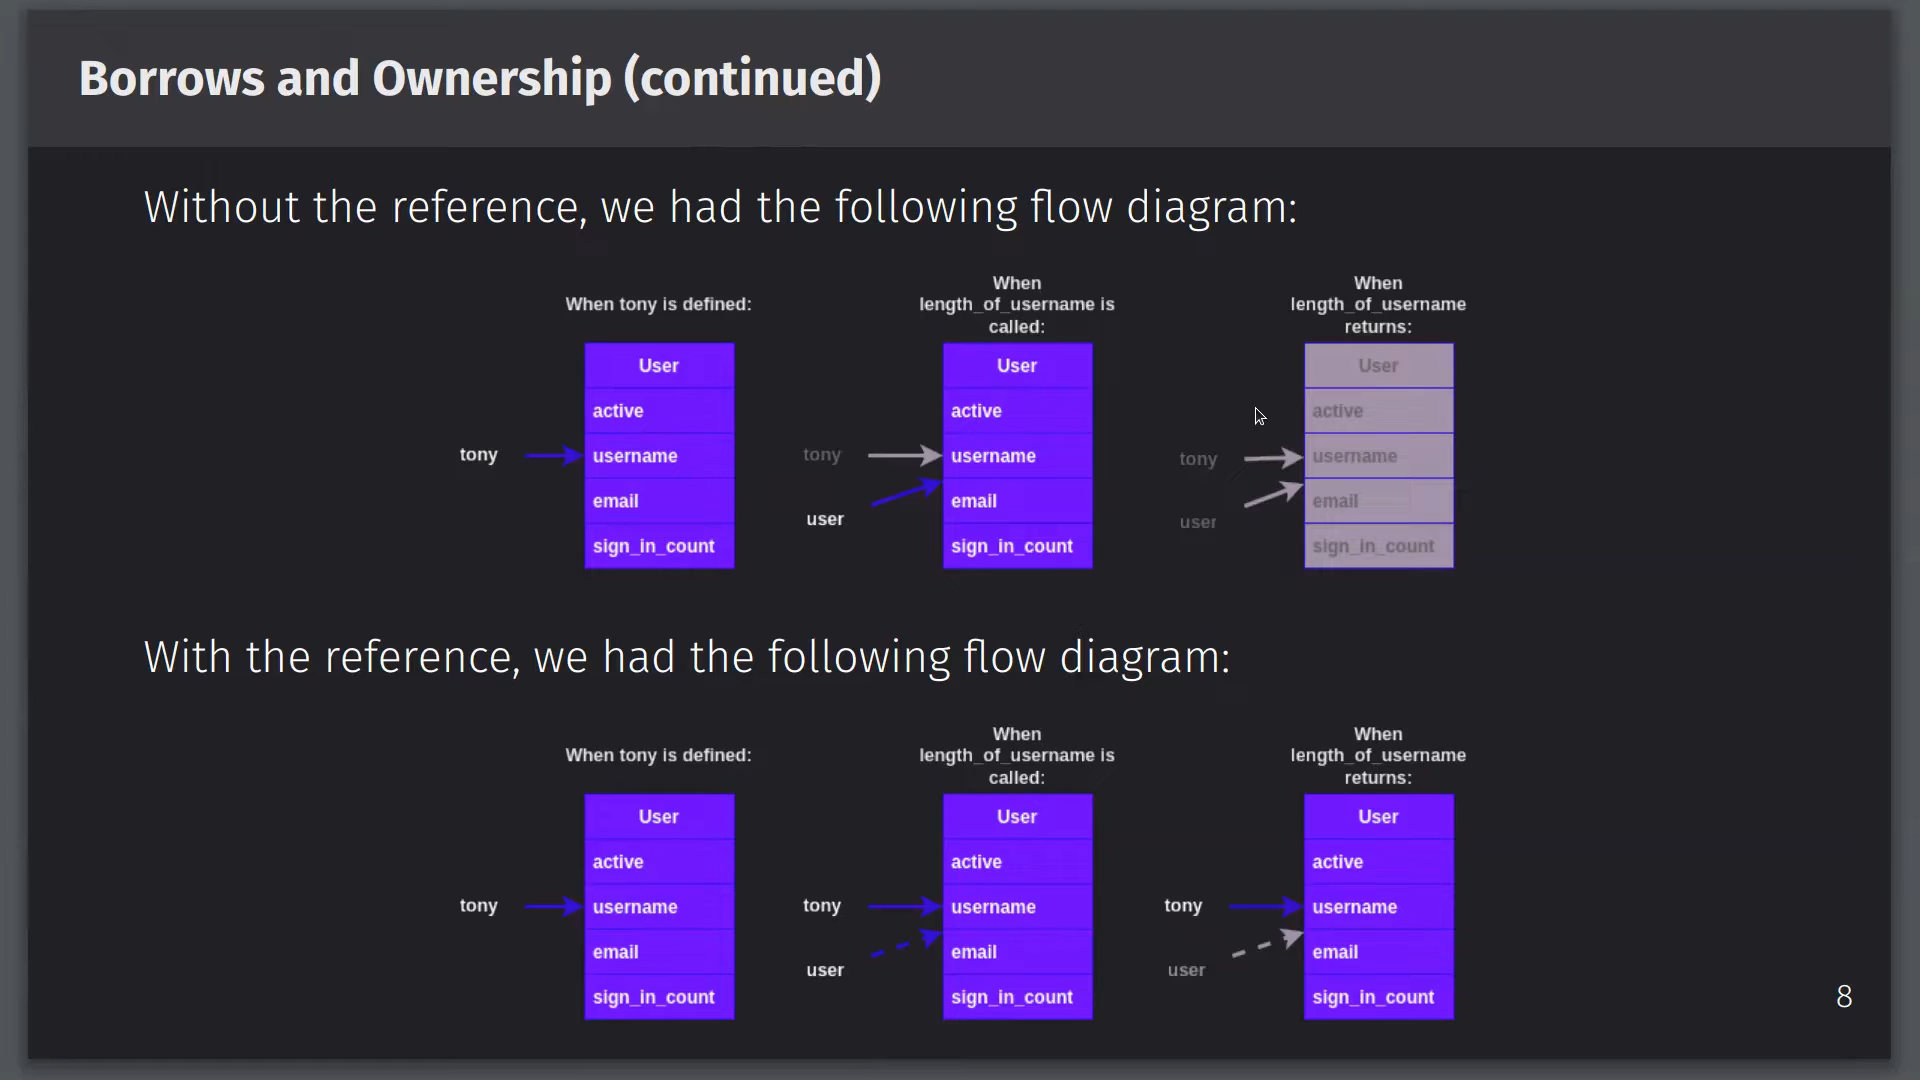 Borrows and Ownership (continued)
Without the reference, we had the following flow diagram:
When tony is defined:
tony
User
active
username
email
sign_in_count
When
length_of_username is
called:
tony
user
User
active
username
email
sign_in_count
When
length_of_username
returns:
tony
user
User
active
username
email
sign_in_count
With the reference, we had the following flow diagram:
When tony is defined:
tony
User
active
username
email
sign_in_count
When
length_of_username is
called:
tony
user
User
active
username
email
sign_in_count
When
length_of_username
returns:
tony
user
User
active
username
email
sign_in_count
8